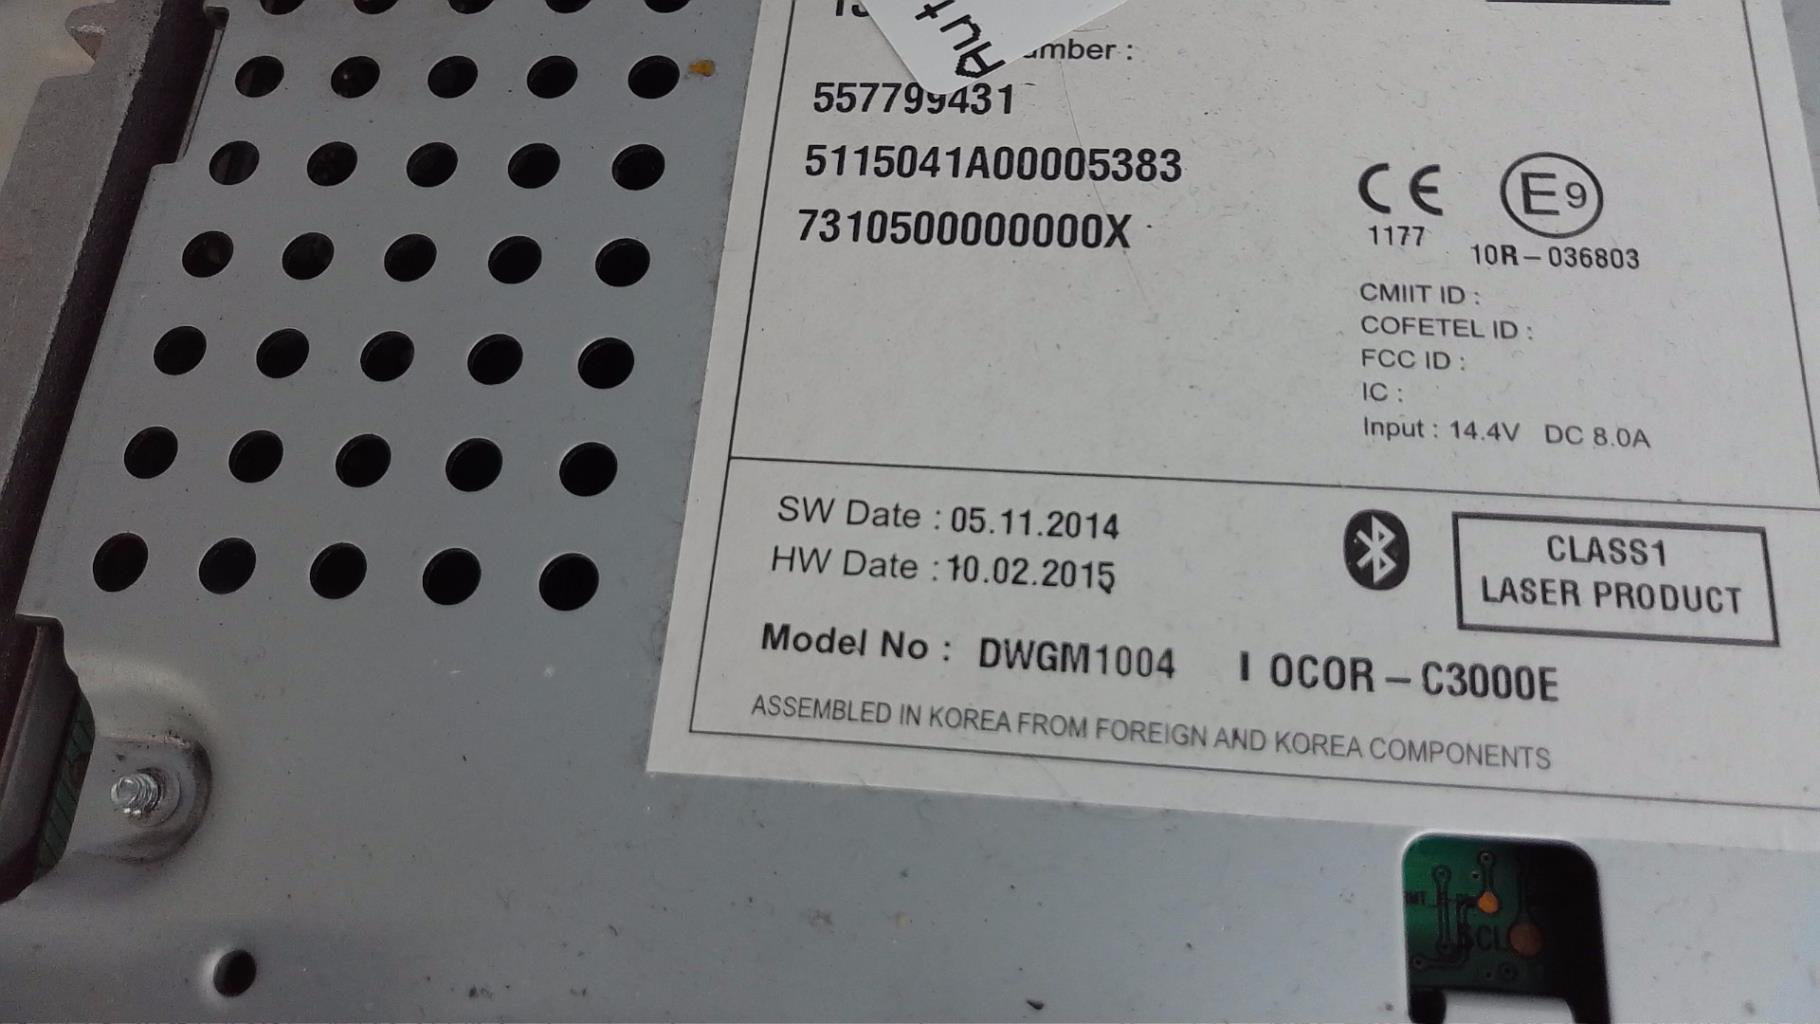 Aut
umber :
557799431
5115041A00005383
7310500000000X
CE E9
1177 10R-036803
CMIIT ID :
COFETEL ID :
FCC ID :
IC :
Input : 14.4V DC 8.0A
SW Date : 05.11.2014
HW Date : 10.02.2015
CLASS1
LASER PRODUCT
Model No : DWGM1004 I OCOR-C3000E
ASSEMBLED IN KOREA FROM FOREIGN AND KOREA COMPONENTS
SCL